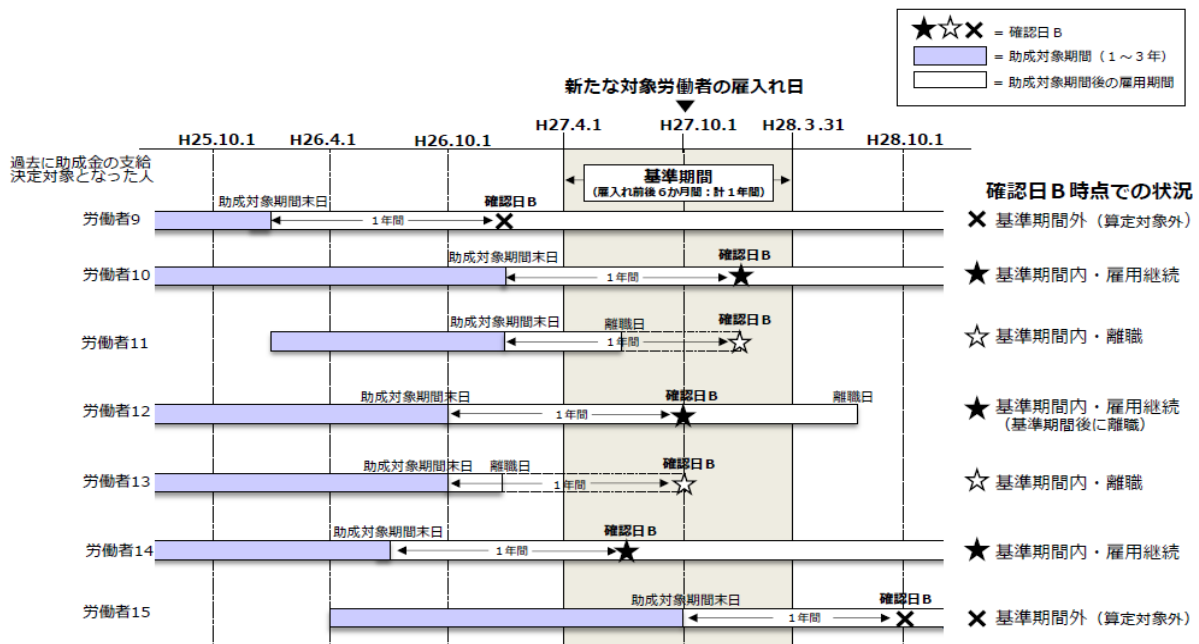 ★☆✕ = 確認日B
= 助成対象期間(1～3年)
= 助成対象期間後の雇用期間
新たな対象労働者の雇入れ日
▼
H25.10.1 H26.4.1 H26.10.1 H27.4.1 H27.10.1 H28.3.31 H28.10.1
過去に助成金の支給
決定対象となった人
基準期間
(雇入れ前後6か月間:計1年間)
確認日B時点での状況
助成対象期間末日 確認日B
労働者9 1年間 ✕ ✕ 基準期間外(算定対象外)
助成対象期間末日 確認日B
労働者10 1年間 ★ ★ 基準期間内・雇用継続
助成対象期間末日 離職日 確認日B
労働者11 1年間 ☆ ☆ 基準期間内・離職
助成対象期間末日 確認日B 離職日
労働者12 1年間 ★ ★ 基準期間内・雇用継続
(基準期間後に離職)
助成対象期間末日 離職日 確認日B
労働者13 1年間 ☆ ☆ 基準期間内・離職
助成対象期間末日 確認日B
労働者14 1年間 ★ ★ 基準期間内・雇用継続
助成対象期間末日 確認日B
労働者15 1年間 ✕ ✕ 基準期間外(算定対象外)